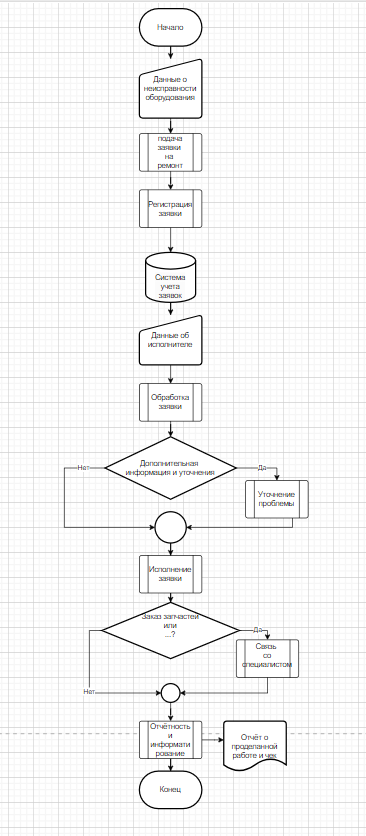 Начало
Данные о
неисправности
оборудования
подача
заявки
на
ремонт
Регистрация
заявки
Система
учета
заявок
Данные об
исполнителе
Обработка
заявки
Дополнительная
информация и уточнения
Нет
Да
Уточнение
проблемы
Исполнение
заявки
Заказ запчастей
или
...?
Да
Связь
со
специалистом
Нет
Отчётность
и
информати
рование
Отчёт о
проделанной
работе и чек
Конец